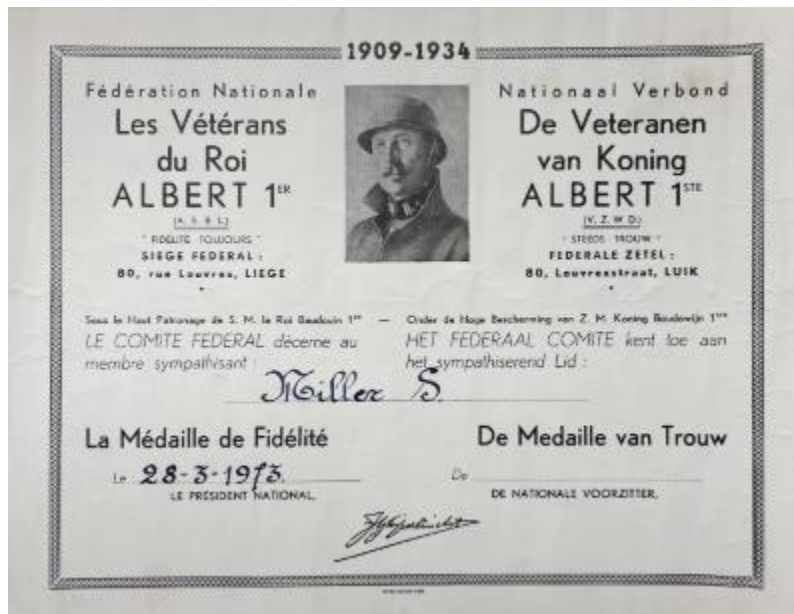 1909-1934
Fédération Nationale
Les Vétérans
du Roi
ALBERT 1ER
(A. S. B. L.)
" FIDÉLITÉ TOUJOURS "
SIEGE FEDERAL :
80, rue Louvrex, LIEGE
Nationaal Verbond
De Veteranen
van Koning
ALBERT 1STE
(V. Z. W. D.)
" STEEDS TROUW "
FEDERALE ZETEL :
80, Louvrexstraat, LUIK
Sous le Haut Patronage de S. M. le Roi Baudouin 1er — Onder de Hoge Bescherming van Z. M. Koning Boudewijn 1ste
LE COMITE FEDERAL décerne au
membre sympathisant :
HET FEDERAAL COMITE kent toe aan
het sympathiserend Lid :
Miller S.
La Médaille de Fidélité
De Medaille van Trouw
Le 28-3-1973.
De
LE PRÉSIDENT NATIONAL,
DE NATIONALE VOORZITTER,